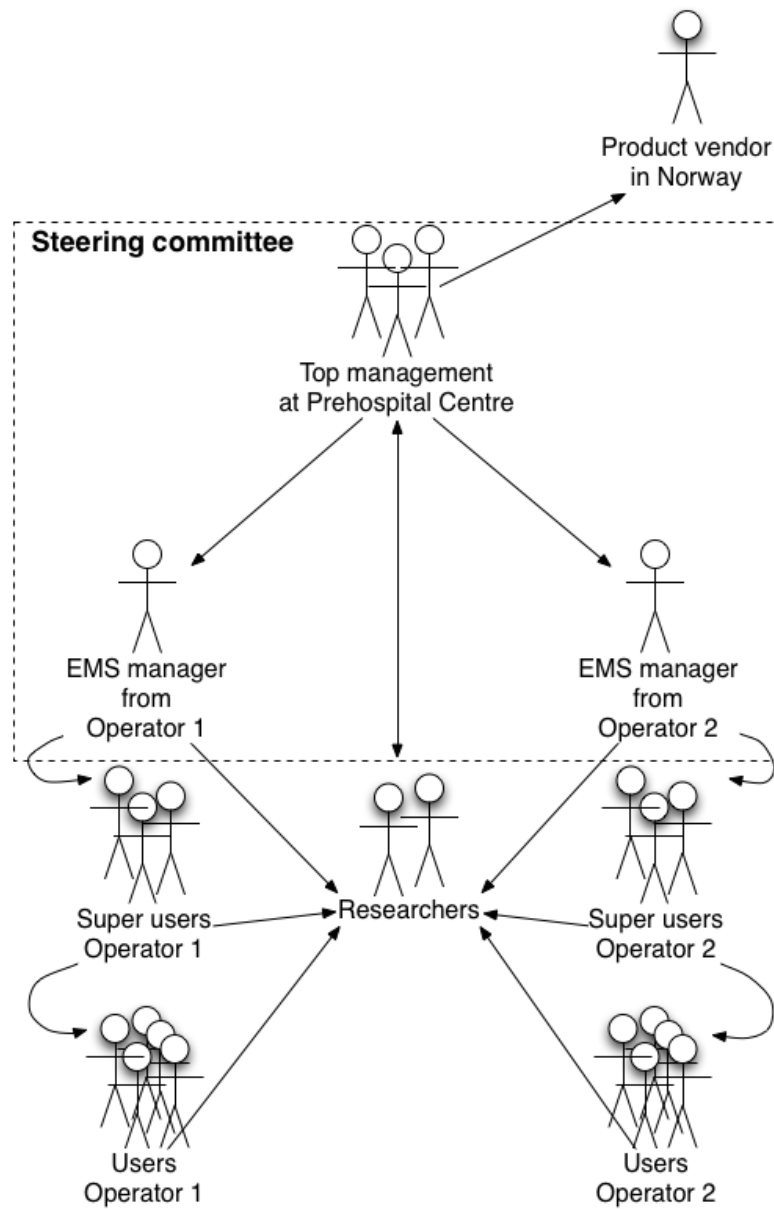 Product vendor
in Norway
Steering committee
Top management
at Prehospital Centre
EMS manager
from
Operator 1
EMS manager
from
Operator 2
Researchers
Super users
Operator 1
Super users
Operator 2
Users
Operator 1
Users
Operator 2